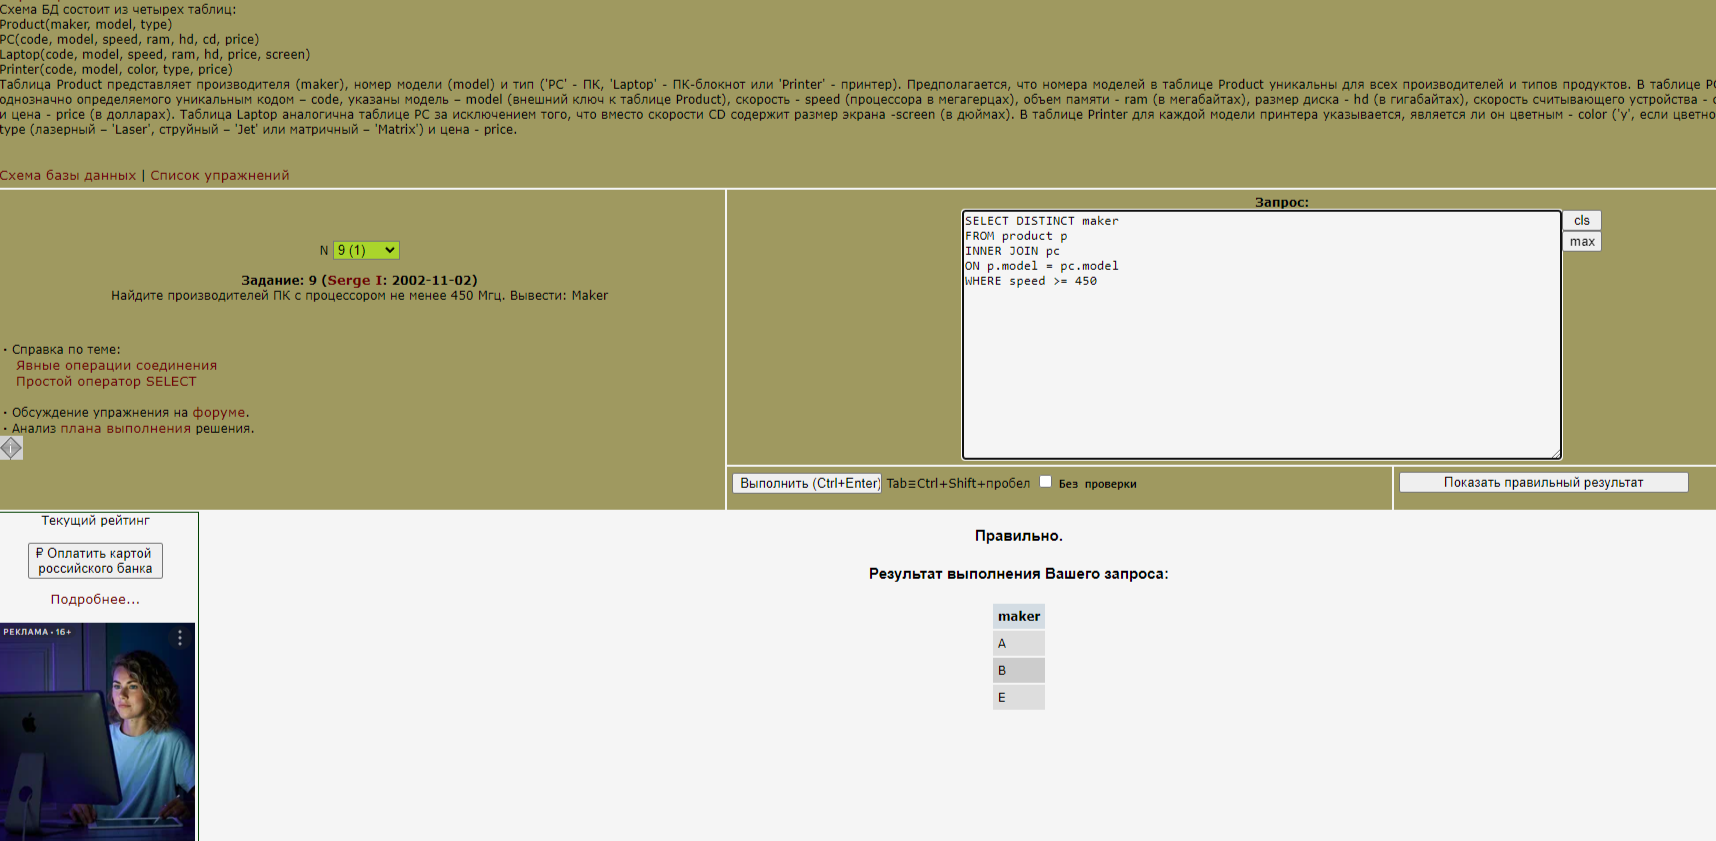 Схема БД состоит из четырех таблиц:
Product(maker, model, type)
PC(code, model, speed, ram, hd, cd, price)
Laptop(code, model, speed, ram, hd, price, screen)
Printer(code, model, color, type, price)
Таблица Product представляет производителя (maker), номер модели (model) и тип ('PC' - ПК, 'Laptop' - ПК-блокнот или 'Printer' - принтер). Предполагается, что номера моделей в таблице Product уникальны для всех производителей и типов продуктов. В таблице PC
однозначно определяемого уникальным кодом – code, указаны модель – model (внешний ключ к таблице Product), скорость - speed (процессора в мегагерцах), объем памяти - ram (в мегабайтах), размер диска - hd (в гигабайтах), скорость считывающего устройства -
и цена - price (в долларах). Таблица Laptop аналогична таблице РС за исключением того, что вместо скорости CD содержит размер экрана -screen (в дюймах). В таблице Printer для каждой модели принтера указывается, является ли он цветным - color ('y', если
type (лазерный – 'Laser', струйный – 'Jet' или матричный – 'Matrix') и цена - price.
Схема базы данных | Список упражнений
N 9 (1)
Задание: 9 (Serge I: 2002-11-02)
Найдите производителей ПК с процессором не менее 450 Мгц. Вывести: Maker
• Справка по теме:
Явные операции соединения
Простой оператор SELECT
• Обсуждение упражнения на форуме.
• Анализ плана выполнения решения.
Запрос:
SELECT DISTINCT maker
FROM product p
INNER JOIN pc
ON p.model = pc.model
WHERE speed >= 450
cls
max
Выполнить (Ctrl+Enter) Tab≡Ctrl+Shift+пробел Без проверки
Показать правильный результат
Текущий рейтинг
₽ Оплатить картой
российского банка
Подробнее...
РЕКЛАМА • 16+
Правильно.
Результат выполнения Вашего запроса:
maker
A
B
E